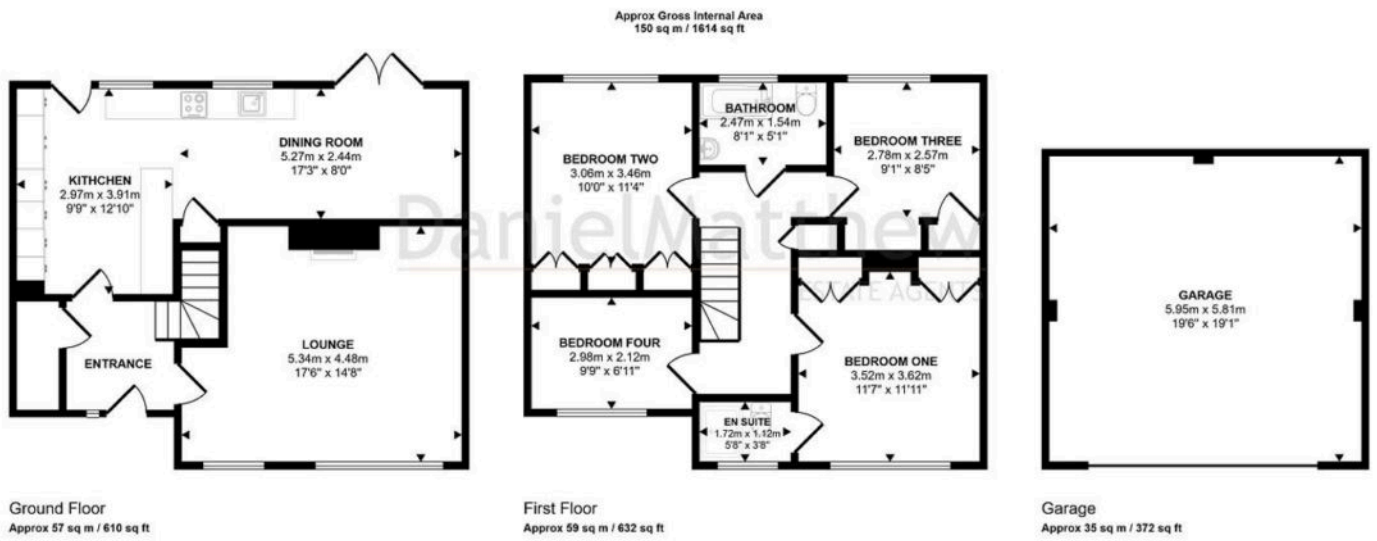 Approx Gross Internal Area
150 sq m / 1614 sq ft
DINING ROOM
5.27m x 2.44m
17'3" x 8'0"
KITHCHEN
2.97m x 3.91m
9'9" x 12'10"
LOUNGE
5.34m x 4.48m
17'6" x 14'8"
ENTRANCE
Ground Floor
Approx 57 sq m / 610 sq ft
BATHROOM
2.47m x 1.54m
8'1" x 5'1"
BEDROOM TWO
3.06m x 3.46m
10'0" x 11'4"
BEDROOM THREE
2.78m x 2.57m
9'1" x 8'5"
BEDROOM FOUR
2.98m x 2.12m
9'9" x 6'11"
BEDROOM ONE
3.52m x 3.62m
11'7" x 11'11"
EN SUITE
1.72m x 1.12m
5'8" x 3'8"
First Floor
Approx 59 sq m / 632 sq ft
GARAGE
5.95m x 5.81m
19'6" x 19'1"
Garage
Approx 35 sq m / 372 sq ft
DanielMatthew
ESTATE AGENTS